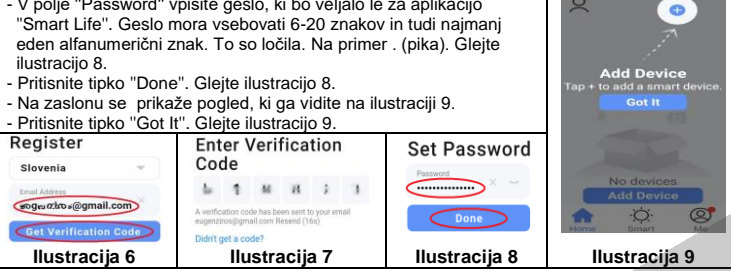 - V polje "Password" vpišite geslo, ki bo veljalo le za aplikacijo
"Smart Life". Geslo mora vsebovati 6-20 znakov in tudi najmanj
eden alfanumerični znak. To so ločila. Na primer . (pika). Glejte
ilustracijo 8.
- Pritisnite tipko "Done". Glejte ilustracijo 8.
- Na zaslonu se prikaže pogled, ki ga vidite na ilustraciji 9.
- Pritisnite tipko "Got It". Glejte ilustracijo 9.
Register
Slovenia
Email Address
@gmail.com
Get Verification Code
Ilustracija 6
Enter Verification
Code
A verification code has been sent to your email
eugenziros@gmail.com Resend (16s)
Didn't get a code?
Ilustracija 7
Set Password
Password
Done
Ilustracija 8
Add Device
Tap + to add a smart device.
Got It
No devices
Add Device
Home Smart Me
Ilustracija 9